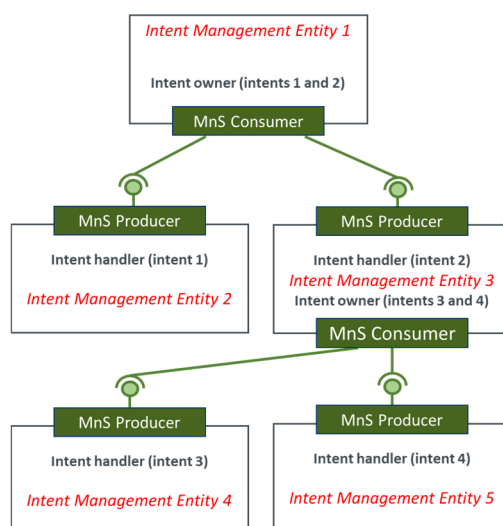 Intent Management Entity 1
Intent owner (intents 1 and 2)
MnS Consumer
MnS Producer
Intent handler (intent 1)
Intent Management Entity 2
MnS Producer
Intent handler (intent 2)
Intent Management Entity 3
Intent owner (intents 3 and 4)
MnS Consumer
MnS Producer
Intent handler (intent 3)
Intent Management Entity 4
MnS Producer
Intent handler (intent 4)
Intent Management Entity 5